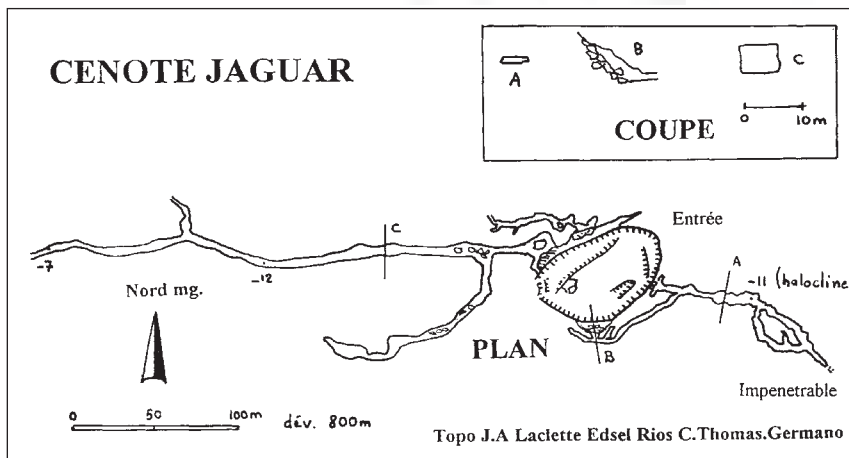 CENOTE JAGUAR
A
B
C
0 10m
COUPE
Entrée
C
A
-7
-12
-11 (halocline
Nord mg.
PLAN
B
Impenetrable
0 50 100m
dév. 800m
Topo J.A Laclette Edsel Rios C.Thomas.Germano